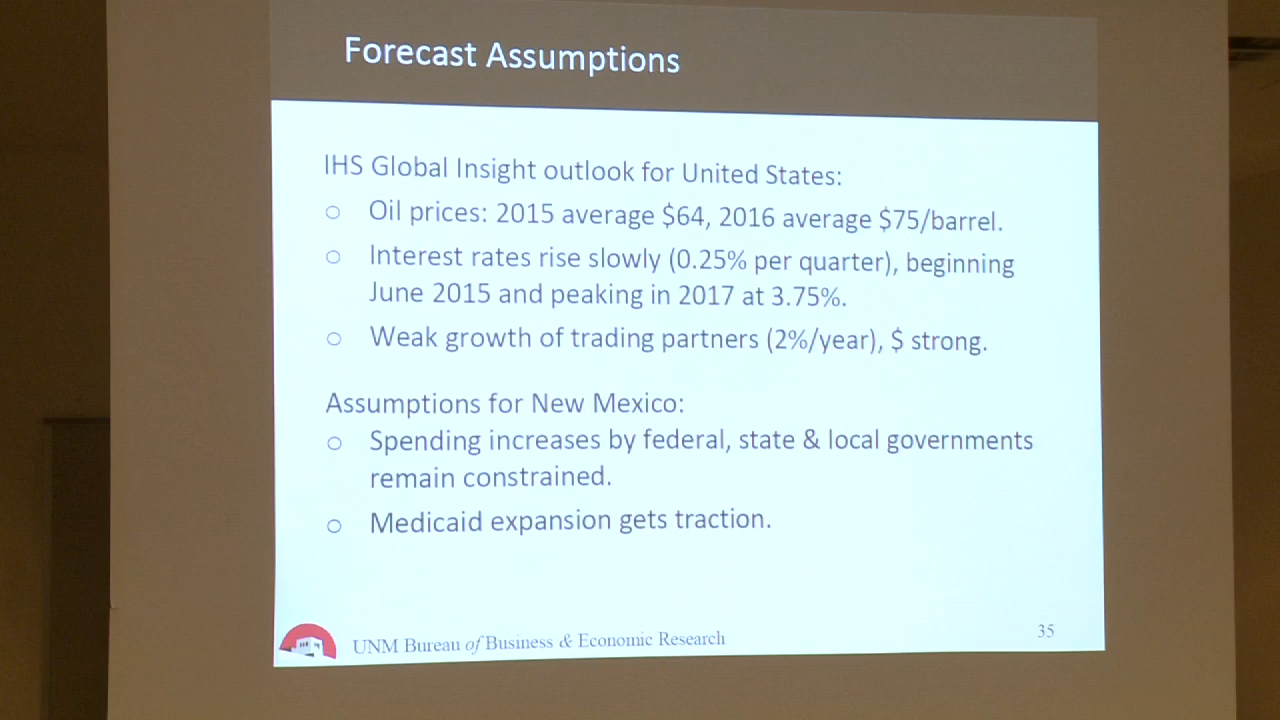 Forecast Assumptions
IHS Global Insight outlook for United States:
○ Oil prices: 2015 average $64, 2016 average $75/barrel.
○ Interest rates rise slowly (0.25% per quarter), beginning
June 2015 and peaking in 2017 at 3.75%.
○ Weak growth of trading partners (2%/year), $ strong.
Assumptions for New Mexico:
○ Spending increases by federal, state & local governments
remain constrained.
○ Medicaid expansion gets traction.
UNM Bureau of Business & Economic Research
35